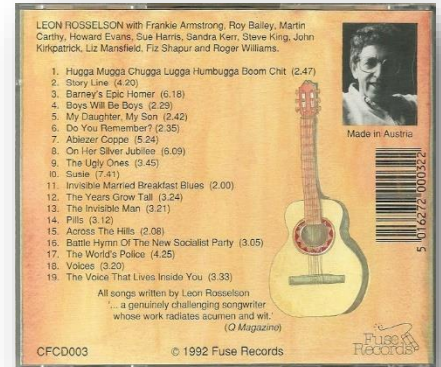 LEON ROSSELSON with Frankie Armstrong, Roy Bailey, Martin
Carthy, Howard Evans, Sue Harris, Sandra Kerr, Steve King, John
Kirkpatrick, Liz Mansfield, Fiz Shapur and Roger Williams.
1. Hugga Mugga Chugga Lugga Humbugga Boom Chit (2.47)
2. Story Line (4.20)
3. Barney's Epic Homer (6.18)
4. Boys Will Be Boys (2.29)
5. My Daughter, My Son (2.42)
6. Do You Remember? (2.35)
7. Abiezer Coppe (5.24)
8. On Her Silver Jubilee (6.09)
9. The Ugly Ones (3.45)
10. Susie (7.41)
11. Invisible Married Breakfast Blues (2.00)
12. The Years Grow Tall (3.24)
13. The Invisible Man (3.21)
14. Pills (3.12)
15. Across The Hills (2.08)
16. Battle Hymn Of The New Socialist Party (3.05)
17. The World's Police (4.25)
18. Voices (3.20)
19. The Voice That Lives Inside You (3.33)
Made in Austria
5 016272 000322
All songs written by Leon Rosselson
'... a genuinely challenging songwriter
whose work radiates acumen and wit.'
(Q Magazine)
CFCD003
© 1992 Fuse Records
Fuse
Records